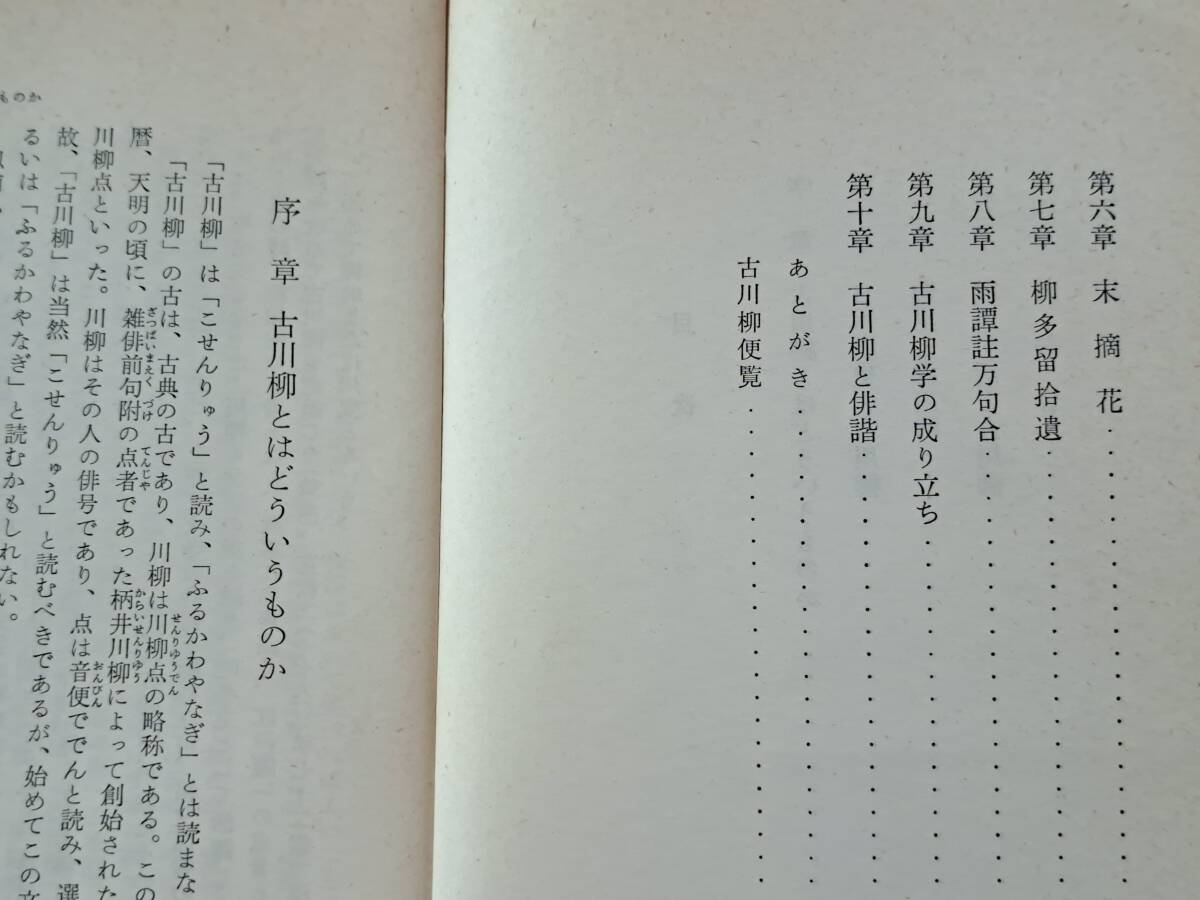 第六章 末摘花
第七章 柳多留拾遺
第八章 雨譚註万句合
第九章 古川柳学の成り立ち
第十章 古川柳と俳諧
あとがき
古川柳便覧
序章 古川柳とはどういうものか
「古川柳」は「こせんりゅう」と読み、「ふるかわやなぎ」とは読まな
「古川柳」の古は、古典の古であり、川柳は川柳点の略称である。この
暦、天明の頃に、雑俳前句附の点者であった柄井川柳によって創始された
川柳点といった。川柳はその人の俳号であり、点は音便ででんと読み、選
故、「古川柳」は当然「こせんりゅう」と読むべきであるが、始めてこの文
るいは「ふるかわやなぎ」と読むかもしれない。
ものか